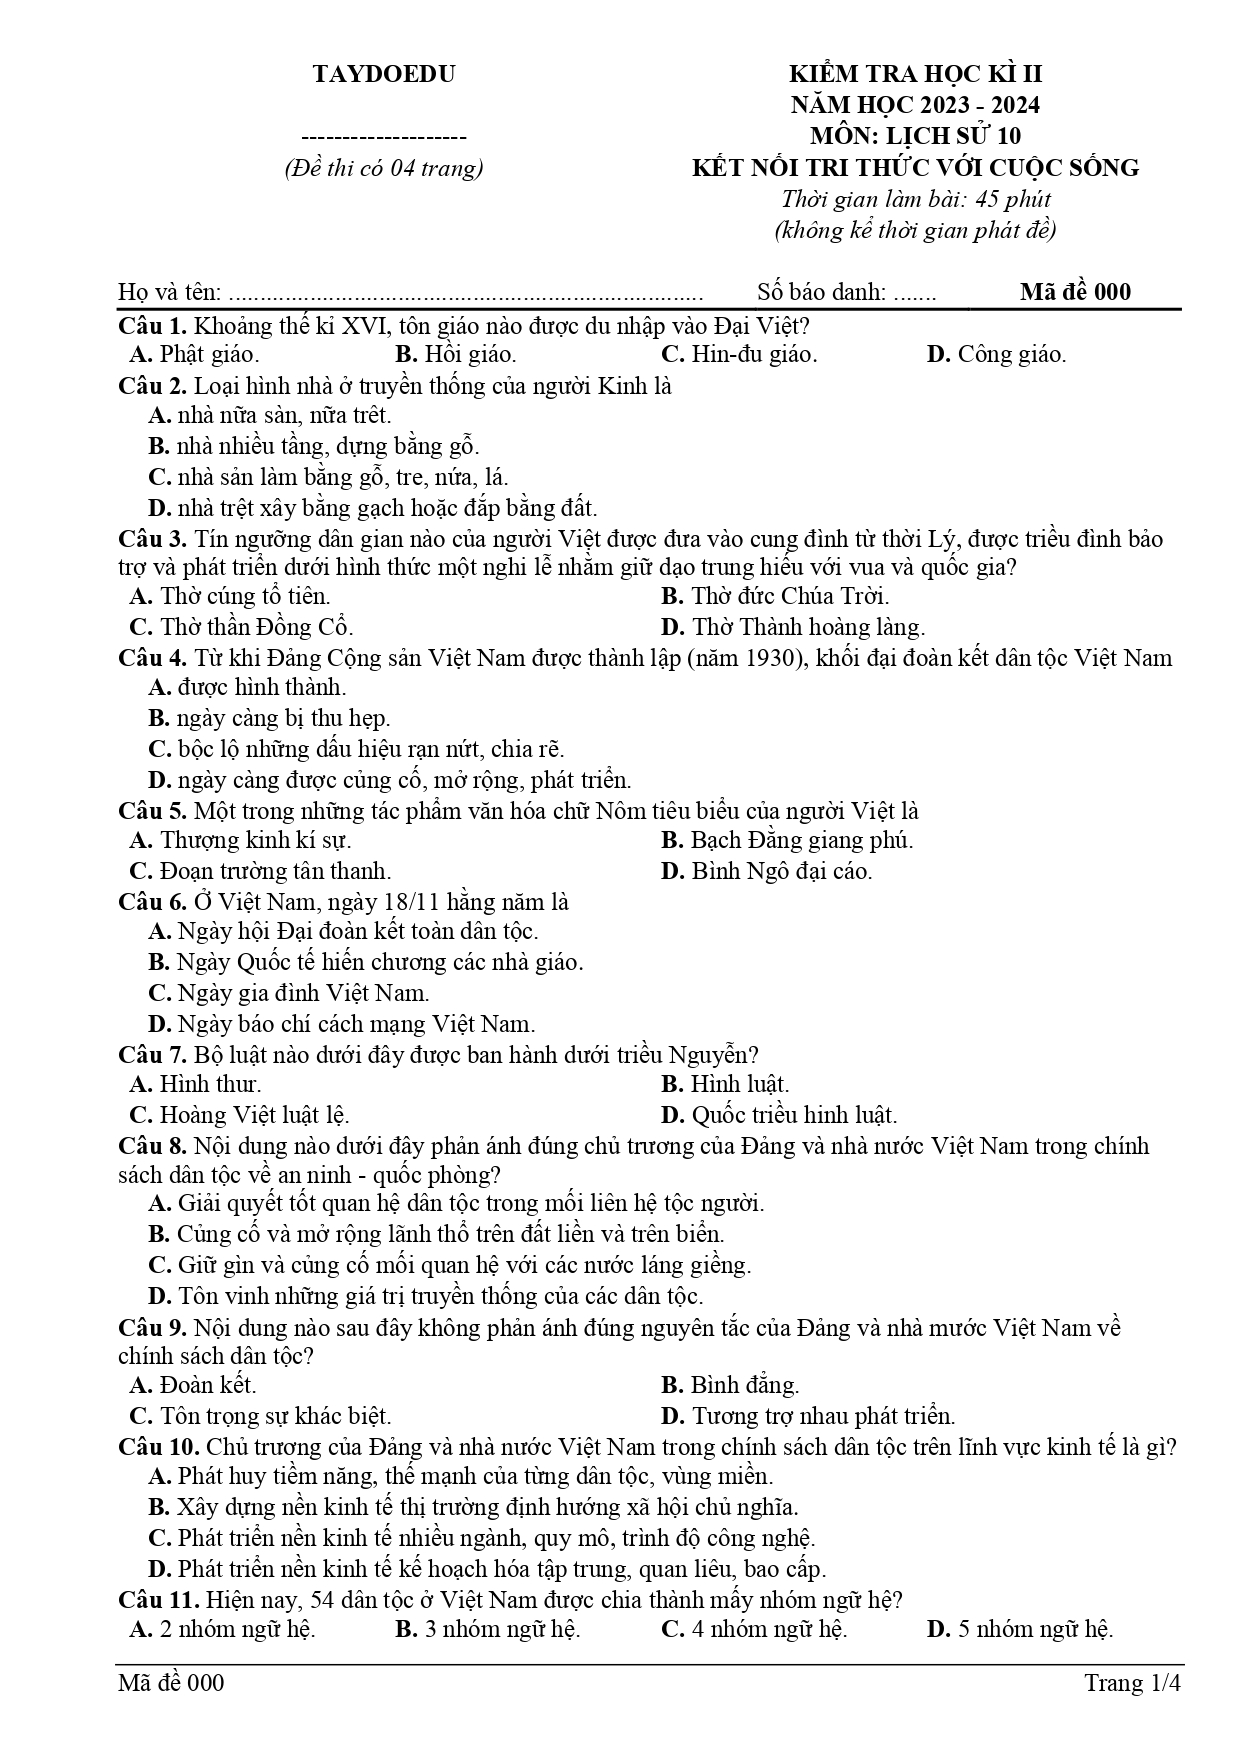 TAYDOEDU
--------------------
(Đề thi có 04 trang)
KIỂM TRA HỌC KÌ II
NĂM HỌC 2023 - 2024
MÔN: LỊCH SỬ 10
KẾT NỐI TRI THỨC VỚI CUỘC SỐNG
Thời gian làm bài: 45 phút
(không kể thời gian phát đề)
Họ và tên: ............................................................................ Số báo danh: ....... Mã đề 000
Câu 1. Khoảng thế kỉ XVI, tôn giáo nào được du nhập vào Đại Việt?
A. Phật giáo. B. Hồi giáo. C. Hin-đu giáo. D. Công giáo.
Câu 2. Loại hình nhà ở truyền thống của người Kinh là
A. nhà nữa sàn, nữa trêt.
B. nhà nhiều tầng, dựng bằng gỗ.
C. nhà sản làm bằng gỗ, tre, nứa, lá.
D. nhà trệt xây bằng gạch hoặc đắp bằng đất.
Câu 3. Tín ngưỡng dân gian nào của người Việt được đưa vào cung đình từ thời Lý, được triều đình bảo
trợ và phát triển dưới hình thức một nghi lễ nhằm giữ dạo trung hiếu với vua và quốc gia?
A. Thờ cúng tổ tiên. B. Thờ đức Chúa Trời.
C. Thờ thần Đồng Cổ. D. Thờ Thành hoàng làng.
Câu 4. Từ khi Đảng Cộng sản Việt Nam được thành lập (năm 1930), khối đại đoàn kết dân tộc Việt Nam
A. được hình thành.
B. ngày càng bị thu hẹp.
C. bộc lộ những dấu hiệu rạn nứt, chia rẽ.
D. ngày càng được củng cố, mở rộng, phát triển.
Câu 5. Một trong những tác phẩm văn hóa chữ Nôm tiêu biểu của người Việt là
A. Thượng kinh kí sự. B. Bạch Đằng giang phú.
C. Đoạn trường tân thanh. D. Bình Ngô đại cáo.
Câu 6. Ở Việt Nam, ngày 18/11 hằng năm là
A. Ngày hội Đại đoàn kết toàn dân tộc.
B. Ngày Quốc tế hiến chương các nhà giáo.
C. Ngày gia đình Việt Nam.
D. Ngày báo chí cách mạng Việt Nam.
Câu 7. Bộ luật nào dưới đây được ban hành dưới triều Nguyễn?
A. Hình thur. B. Hình luật.
C. Hoàng Việt luật lệ. D. Quốc triều hinh luật.
Câu 8. Nội dung nào dưới đây phản ánh đúng chủ trương của Đảng và nhà nước Việt Nam trong chính
sách dân tộc về an ninh - quốc phòng?
A. Giải quyết tốt quan hệ dân tộc trong mối liên hệ tộc người.
B. Củng cố và mở rộng lãnh thổ trên đất liền và trên biển.
C. Giữ gìn và củng cố mối quan hệ với các nước láng giềng.
D. Tôn vinh những giá trị truyền thống của các dân tộc.
Câu 9. Nội dung nào sau đây không phản ánh đúng nguyên tắc của Đảng và nhà mước Việt Nam về
chính sách dân tộc?
A. Đoàn kết. B. Bình đẳng.
C. Tôn trọng sự khác biệt. D. Tương trợ nhau phát triển.
Câu 10. Chủ trương của Đảng và nhà nước Việt Nam trong chính sách dân tộc trên lĩnh vực kinh tế là gì?
A. Phát huy tiềm năng, thế mạnh của từng dân tộc, vùng miền.
B. Xây dựng nền kinh tế thị trường định hướng xã hội chủ nghĩa.
C. Phát triển nền kinh tế nhiều ngành, quy mô, trình độ công nghệ.
D. Phát triển nền kinh tế kế hoạch hóa tập trung, quan liêu, bao cấp.
Câu 11. Hiện nay, 54 dân tộc ở Việt Nam được chia thành mấy nhóm ngữ hệ?
A. 2 nhóm ngữ hệ. B. 3 nhóm ngữ hệ. C. 4 nhóm ngữ hệ. D. 5 nhóm ngữ hệ.
Mã đề 000 Trang 1/4